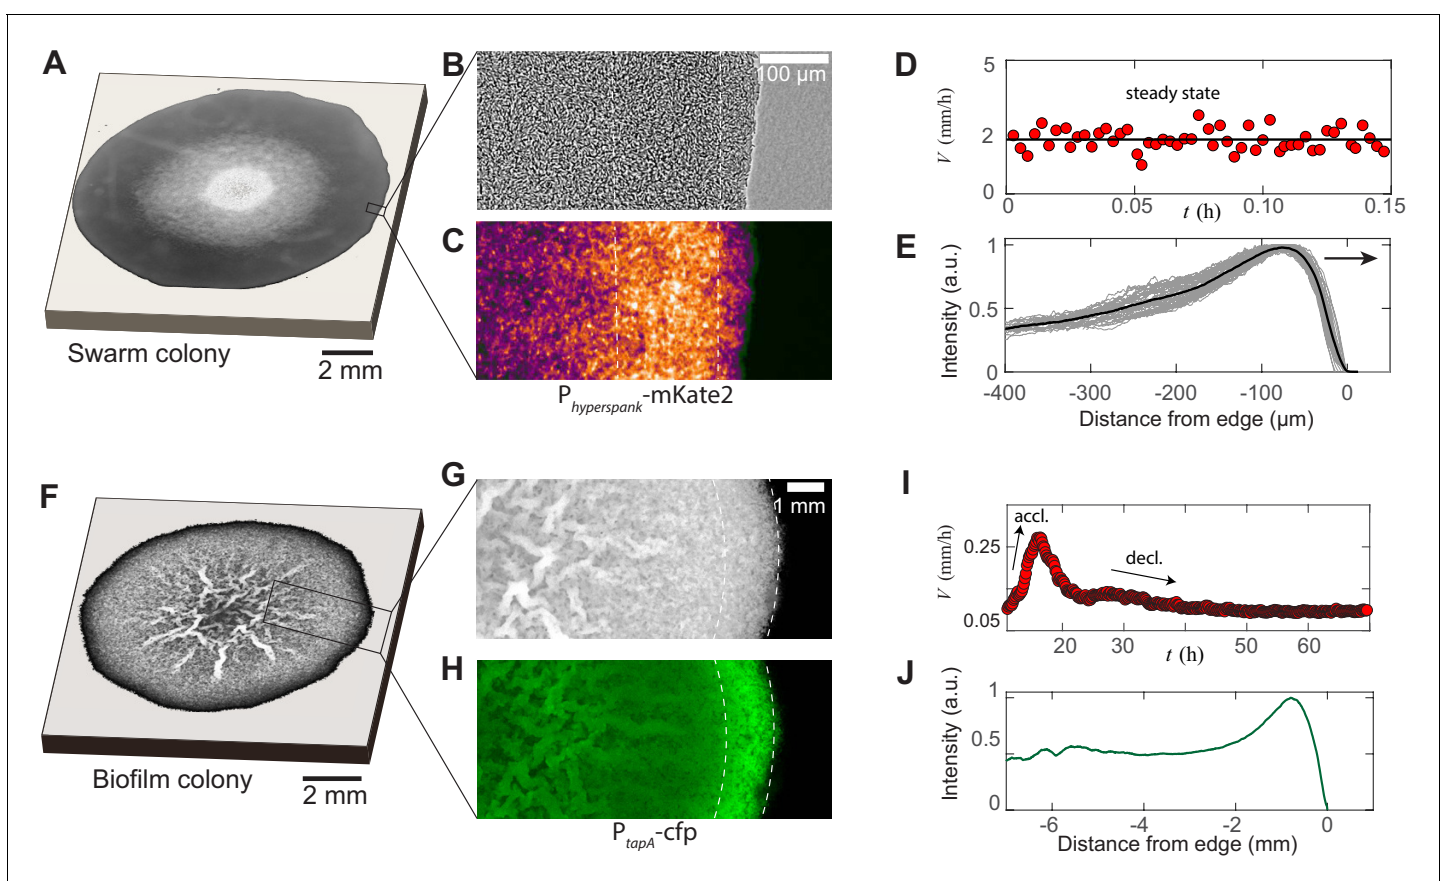 A
Swarm colony
2 mm
B
100 µm
C
P hyperspank -mKate2
D
V (mm/h)
5
2
0
steady state
0
0.05
0.10
0.15
t (h)
E
Intensity (a.u.)
1
0.5
0
-400
-300
-200
-100
0
Distance from edge (µm)
F
Biofilm colony
2 mm
G
1 mm
H
P tapA -cfp
I
V (mm/h)
0.25
0.05
accl.
decl.
20
30
40
50
60
t (h)
J
Intensity (a.u.)
1
0.5
0
-6
-4
-2
0
Distance from edge (mm)